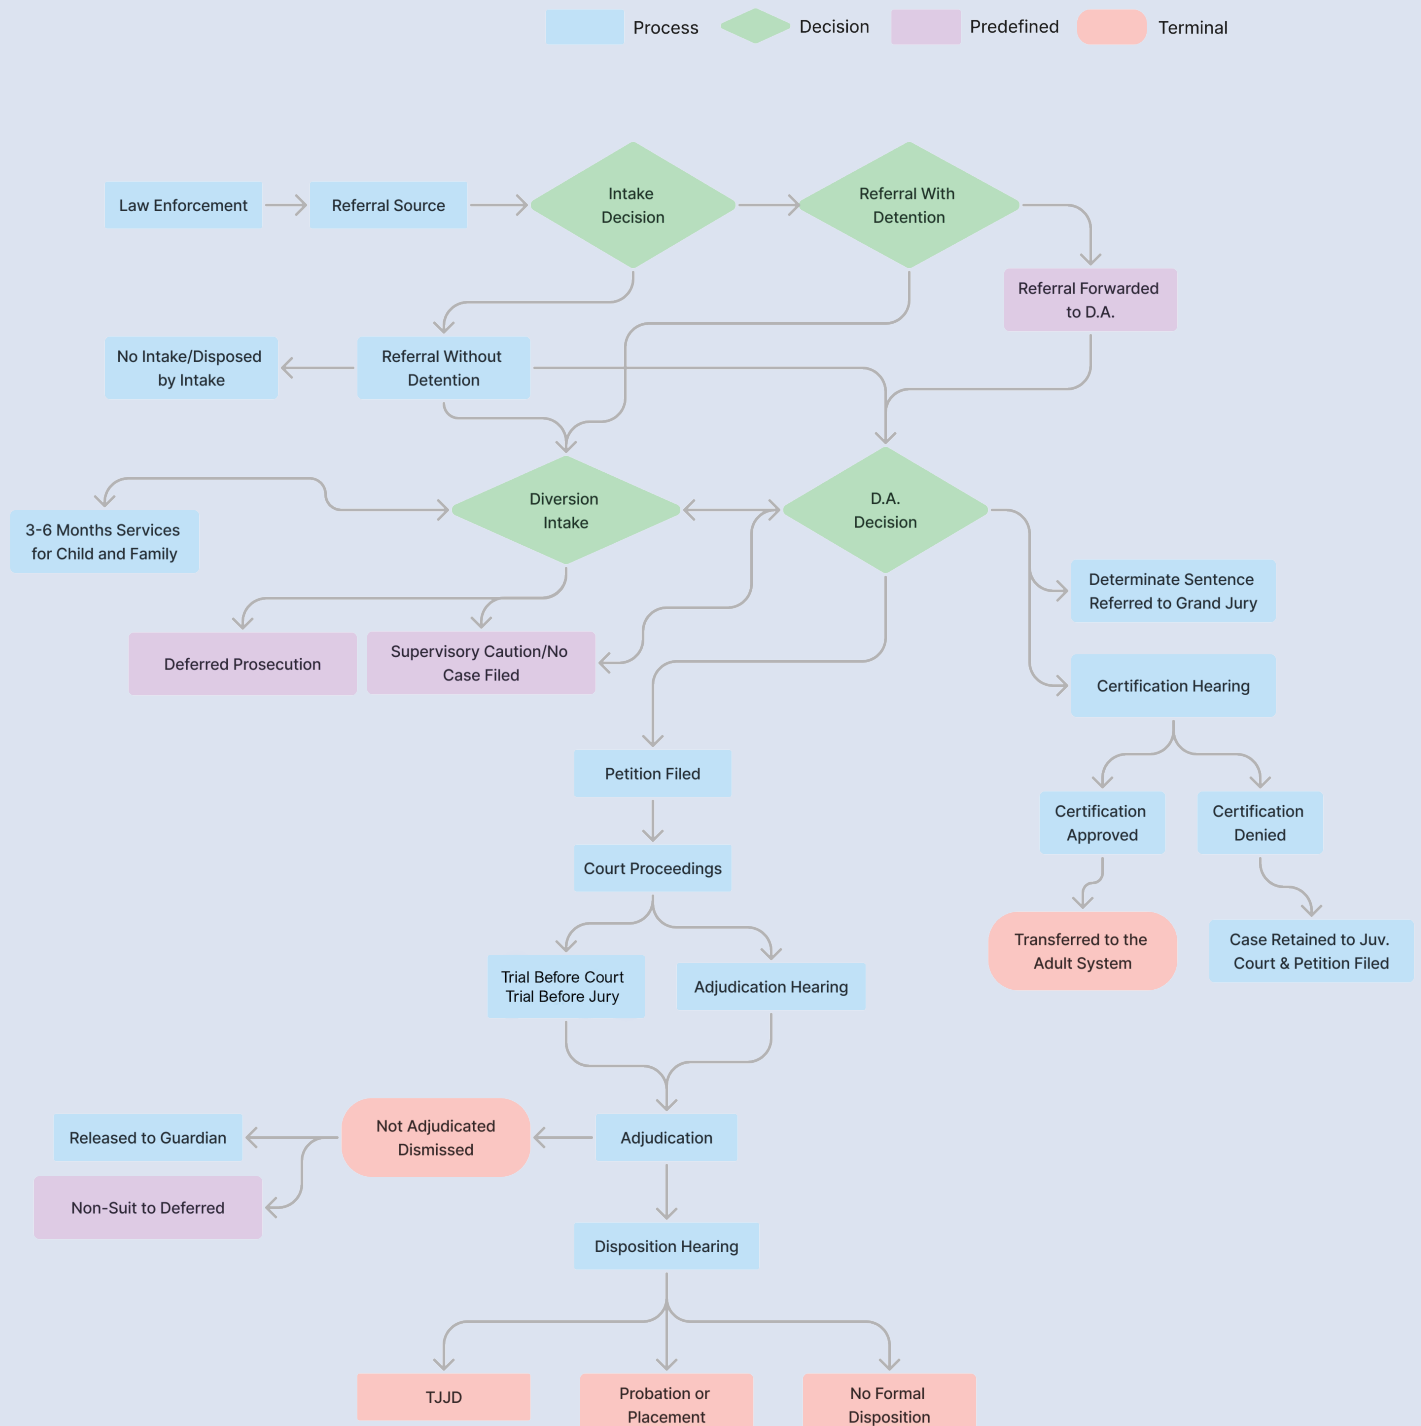 Process
Decision
Predefined
Terminal
Law Enforcement
Referral Source
Intake
Decision
Referral With
Detention
Referral Forwarded
to D.A.
No Intake/Disposed
by Intake
Referral Without
Detention
3-6 Months Services
for Child and Family
Diversion
Intake
D.A.
Decision
Determinate Sentence
Referred to Grand Jury
Deferred Prosecution
Supervisory Caution/No
Case Filed
Certification Hearing
Petition Filed
Certification
Approved
Certification
Denied
Court Proceedings
Transferred to the
Adult System
Case Retained to Juv.
Court & Petition Filed
Trial Before Court
Trial Before Jury
Adjudication Hearing
Released to Guardian
Not Adjudicated
Dismissed
Adjudication
Non-Suit to Deferred
Disposition Hearing
TJJD
Probation or
Placement
No Formal
Disposition